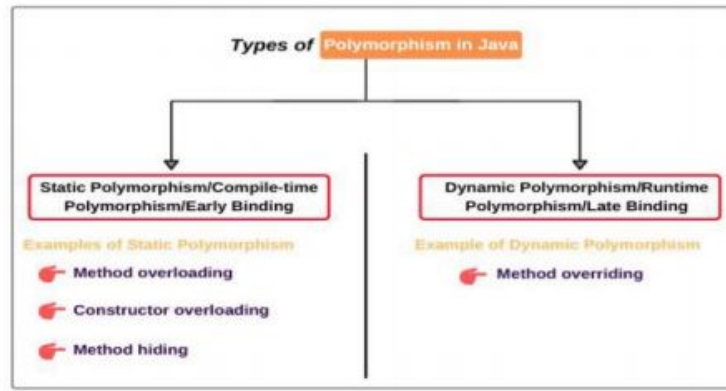 Types of Polymorphism in Java
Static Polymorphism/Compile-time
Polymorphism/Early Binding
Examples of Static Polymorphism
Method overloading
Constructor overloading
Method hiding
Dynamic Polymorphism/Runtime
Polymorphism/Late Binding
Example of Dynamic Polymorphism
Method overriding